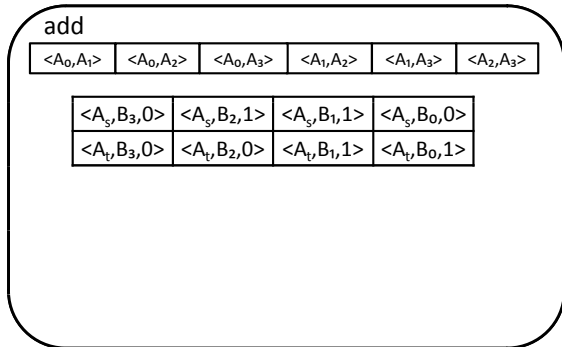 add
<A₀,A₁> <A₀,A₂> <A₀,A₃> <A₁,A₂> <A₁,A₃> <A₂,A₃>
<Aₛ,B₃,0> <Aₛ,B₂,1> <Aₛ,B₁,1> <Aₛ,B₀,0>
<Aₜ,B₃,0> <Aₜ,B₂,0> <Aₜ,B₁,1> <Aₜ,B₀,1>